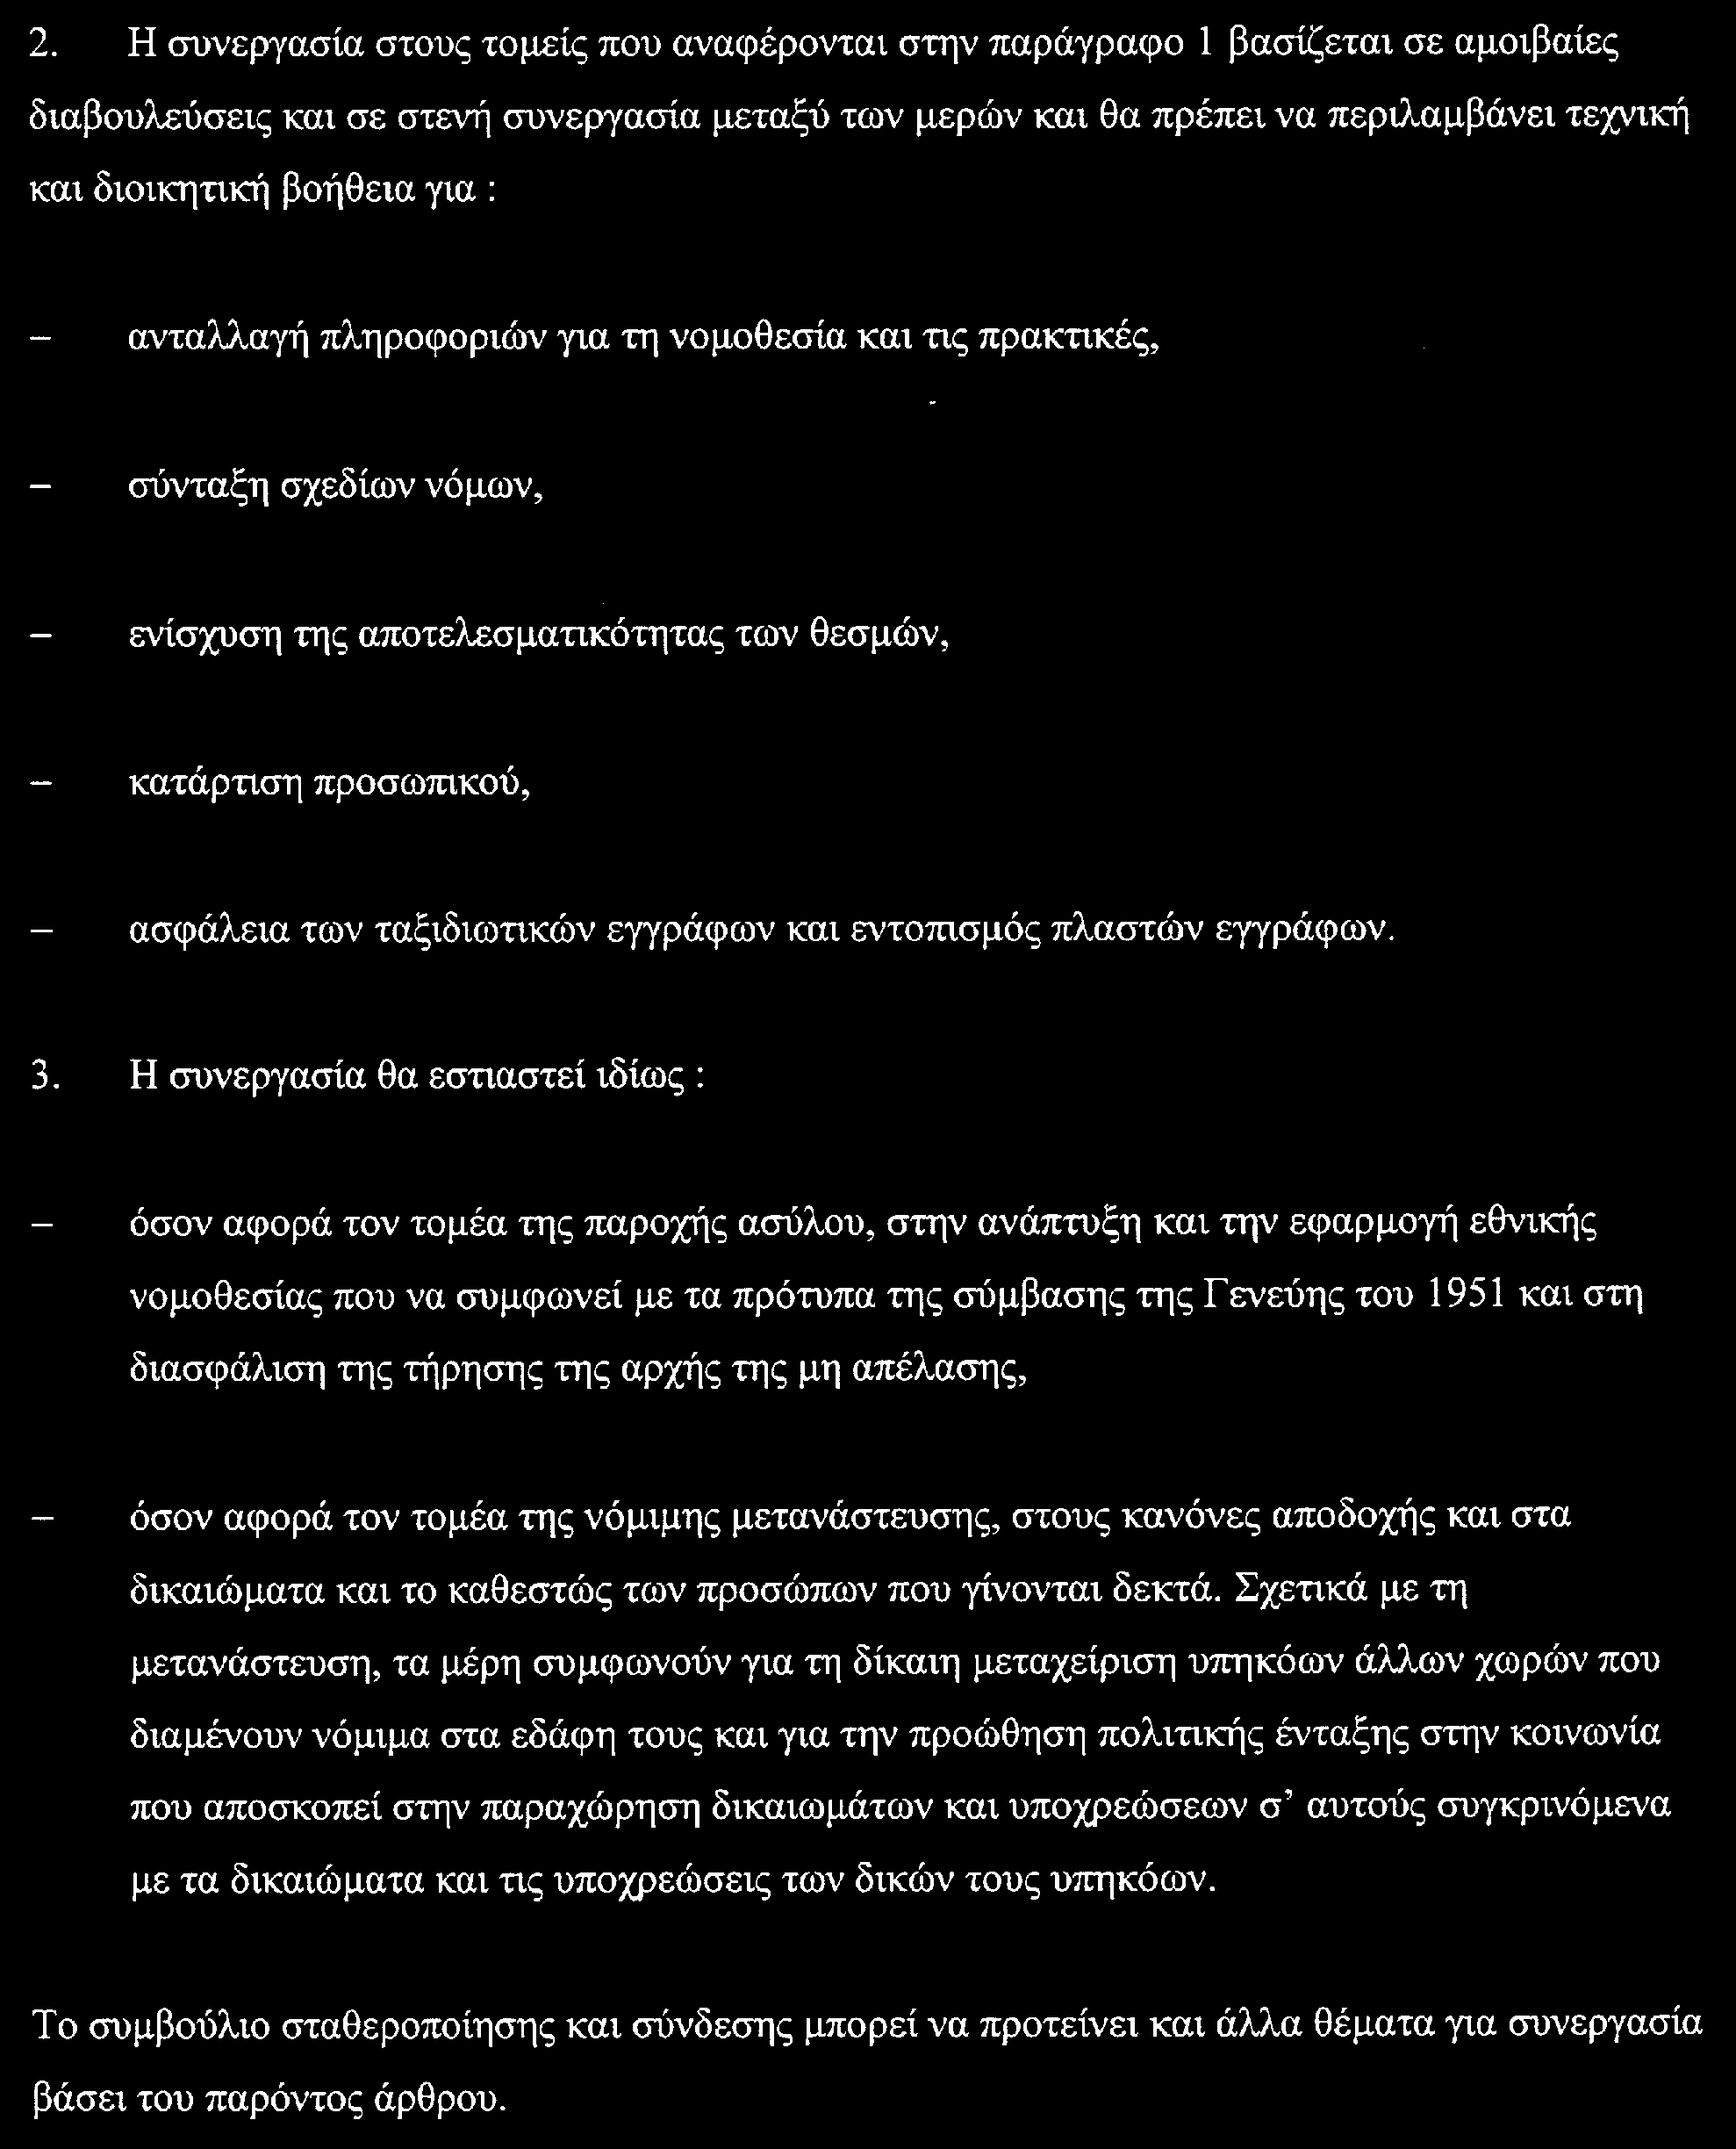 2. Η συνεργασία στους τομείς που αναφέρονται στην παράγραφο 1 βασίζεται σε αμοιβαίες
διαβουλεύσεις και σε στενή συνεργασία μεταξύ των μερών και θα πρέπει να περιλαμβάνει τεχνική
και διοικητική βοήθεια για :
– ανταλλαγή πληροφοριών για τη νομοθεσία και τις πρακτικές,
– σύνταξη σχεδίων νόμων,
– ενίσχυση της αποτελεσματικότητας των θεσμών,
– κατάρτιση προσωπικού,
– ασφάλεια των ταξιδιωτικών εγγράφων και εντοπισμός πλαστών εγγράφων.
3. Η συνεργασία θα εστιαστεί ιδίως :
– όσον αφορά τον τομέα της παροχής ασύλου, στην ανάπτυξη και την εφαρμογή εθνικής
νομοθεσίας που να συμφωνεί με τα πρότυπα της σύμβασης της Γενεύης του 1951 και στη
διασφάλιση της τήρησης της αρχής της μη απέλασης,
– όσον αφορά τον τομέα της νόμιμης μετανάστευσης, στους κανόνες αποδοχής και στα
δικαιώματα και το καθεστώς των προσώπων που γίνονται δεκτά. Σχετικά με τη
μετανάστευση, τα μέρη συμφωνούν για τη δίκαιη μεταχείριση υπηκόων άλλων χωρών που
διαμένουν νόμιμα στα εδάφη τους και για την προώθηση πολιτικής ένταξης στην κοινωνία
που αποσκοπεί στην παραχώρηση δικαιωμάτων και υποχρεώσεων σ’ αυτούς συγκρινόμενα
με τα δικαιώματα και τις υποχρεώσεις των δικών τους υπηκόων.
Το συμβούλιο σταθεροποίησης και σύνδεσης μπορεί να προτείνει και άλλα θέματα για συνεργασία
βάσει του παρόντος άρθρου.